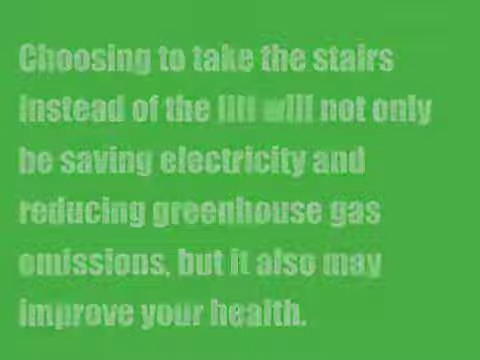 Choosing to take the stairs
instead of the lift will not only
be saving electricity and
reducing greenhouse gas
omissions, but it also may
improve your health.